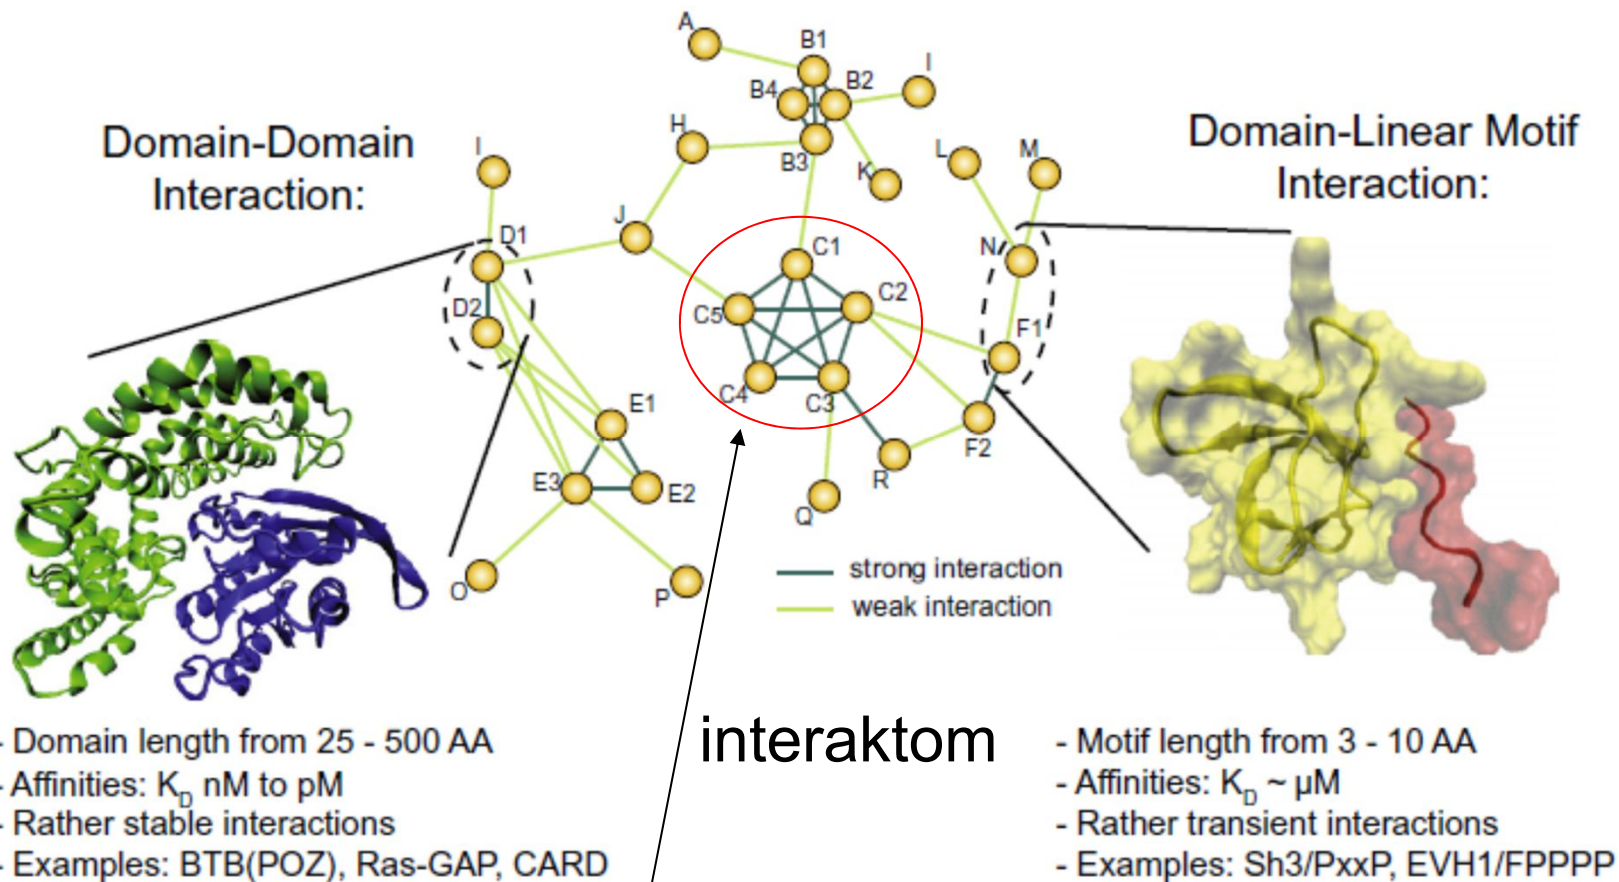 A
B1
I
B4
B2
Domain-Domain
Interaction:
H
B3
K
L
M
Domain-Linear Motif
Interaction:
I
J
D1
N
C1
C2
D2
C5
F1
C4
C3
E1
F2
E3
E2
R
Q
O
P
strong interaction
weak interaction
interaktom
- Domain length from 25 - 500 AA
- Affinities: K_D nM to pM
- Rather stable interactions
- Examples: BTB(POZ), Ras-GAP, CARD
- Motif length from 3 - 10 AA
- Affinities: K_D ~ µM
- Rather transient interactions
- Examples: Sh3/PxxP, EVH1/FPPPP